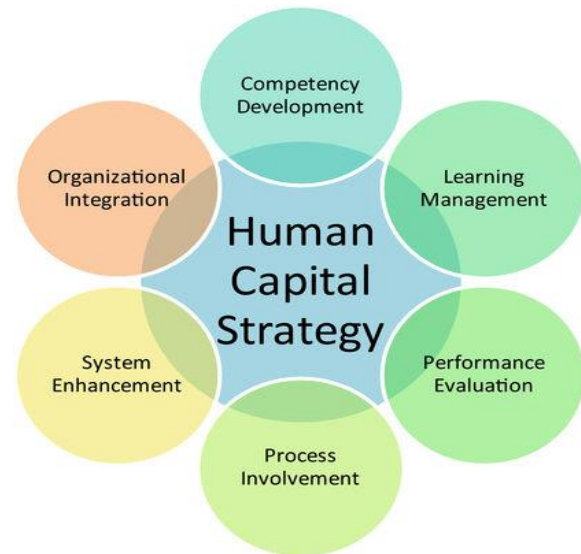 Competency
Development
Organizational
Integration
Learning
Management
Human
Capital
Strategy
System
Enhancement
Performance
Evaluation
Process
Involvement